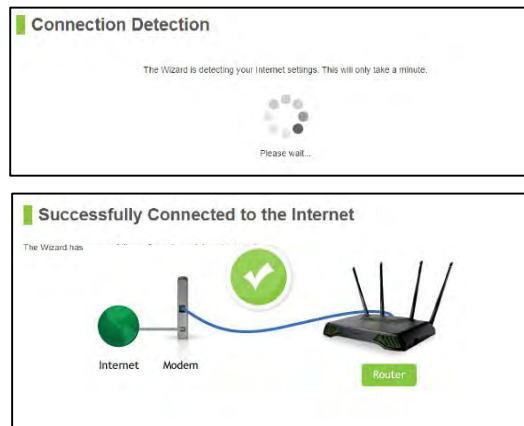 Connection Detection
The Wizard is detecting your Internet settings. This will only take a minute.
Please wait...
Successfully Connected to the Internet
The Wizard has
Internet
Modem
Router